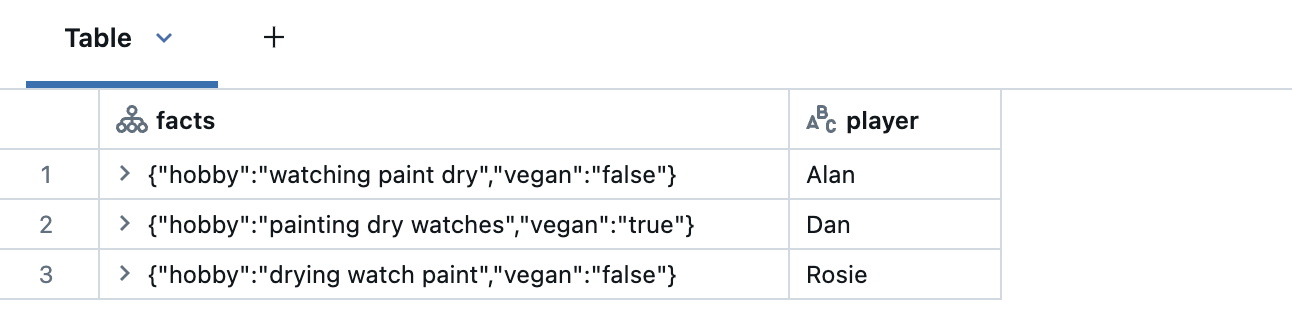 Table +
facts ABC player
1 > {"hobby":"watching paint dry","vegan":"false"} Alan
2 > {"hobby":"painting dry watches","vegan":"true"} Dan
3 > {"hobby":"drying watch paint","vegan":"false"} Rosie